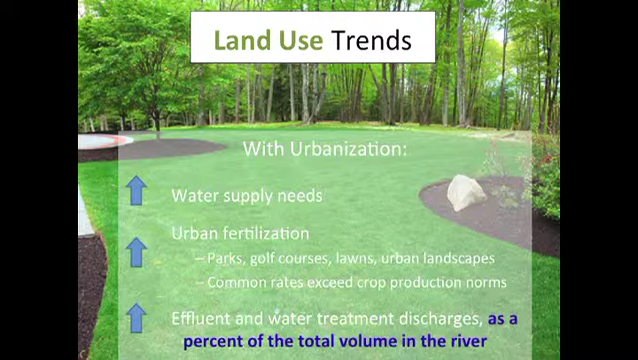 Land Use Trends
With Urbanization:
Water supply needs
Urban fertilization
– Parks, golf courses, lawns, urban landscapes
– Common rates exceed crop production norms
Effluent and water treatment discharges, as a
percent of the total volume in the river